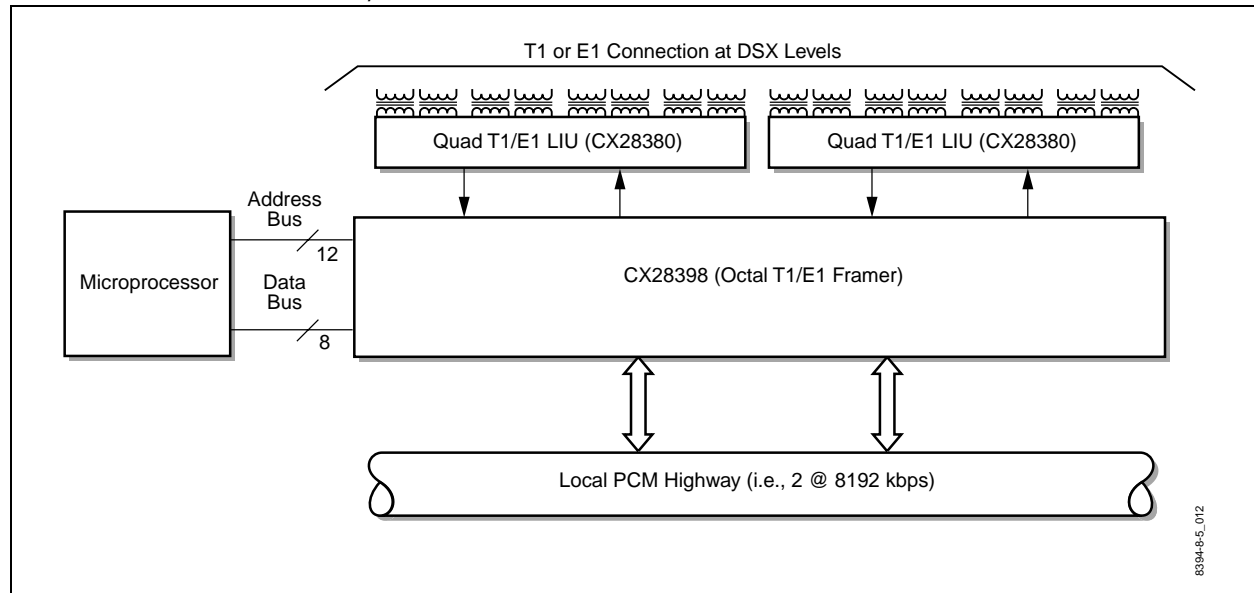 T1 or E1 Connection at DSX Levels
Quad T1/E1 LIU (CX28380)
Quad T1/E1 LIU (CX28380)
Address
Bus
12
Microprocessor
CX28398 (Octal T1/E1 Framer)
Data
Bus
8
Local PCM Highway (i.e., 2 @ 8192 kbps)
8394-8-5_012